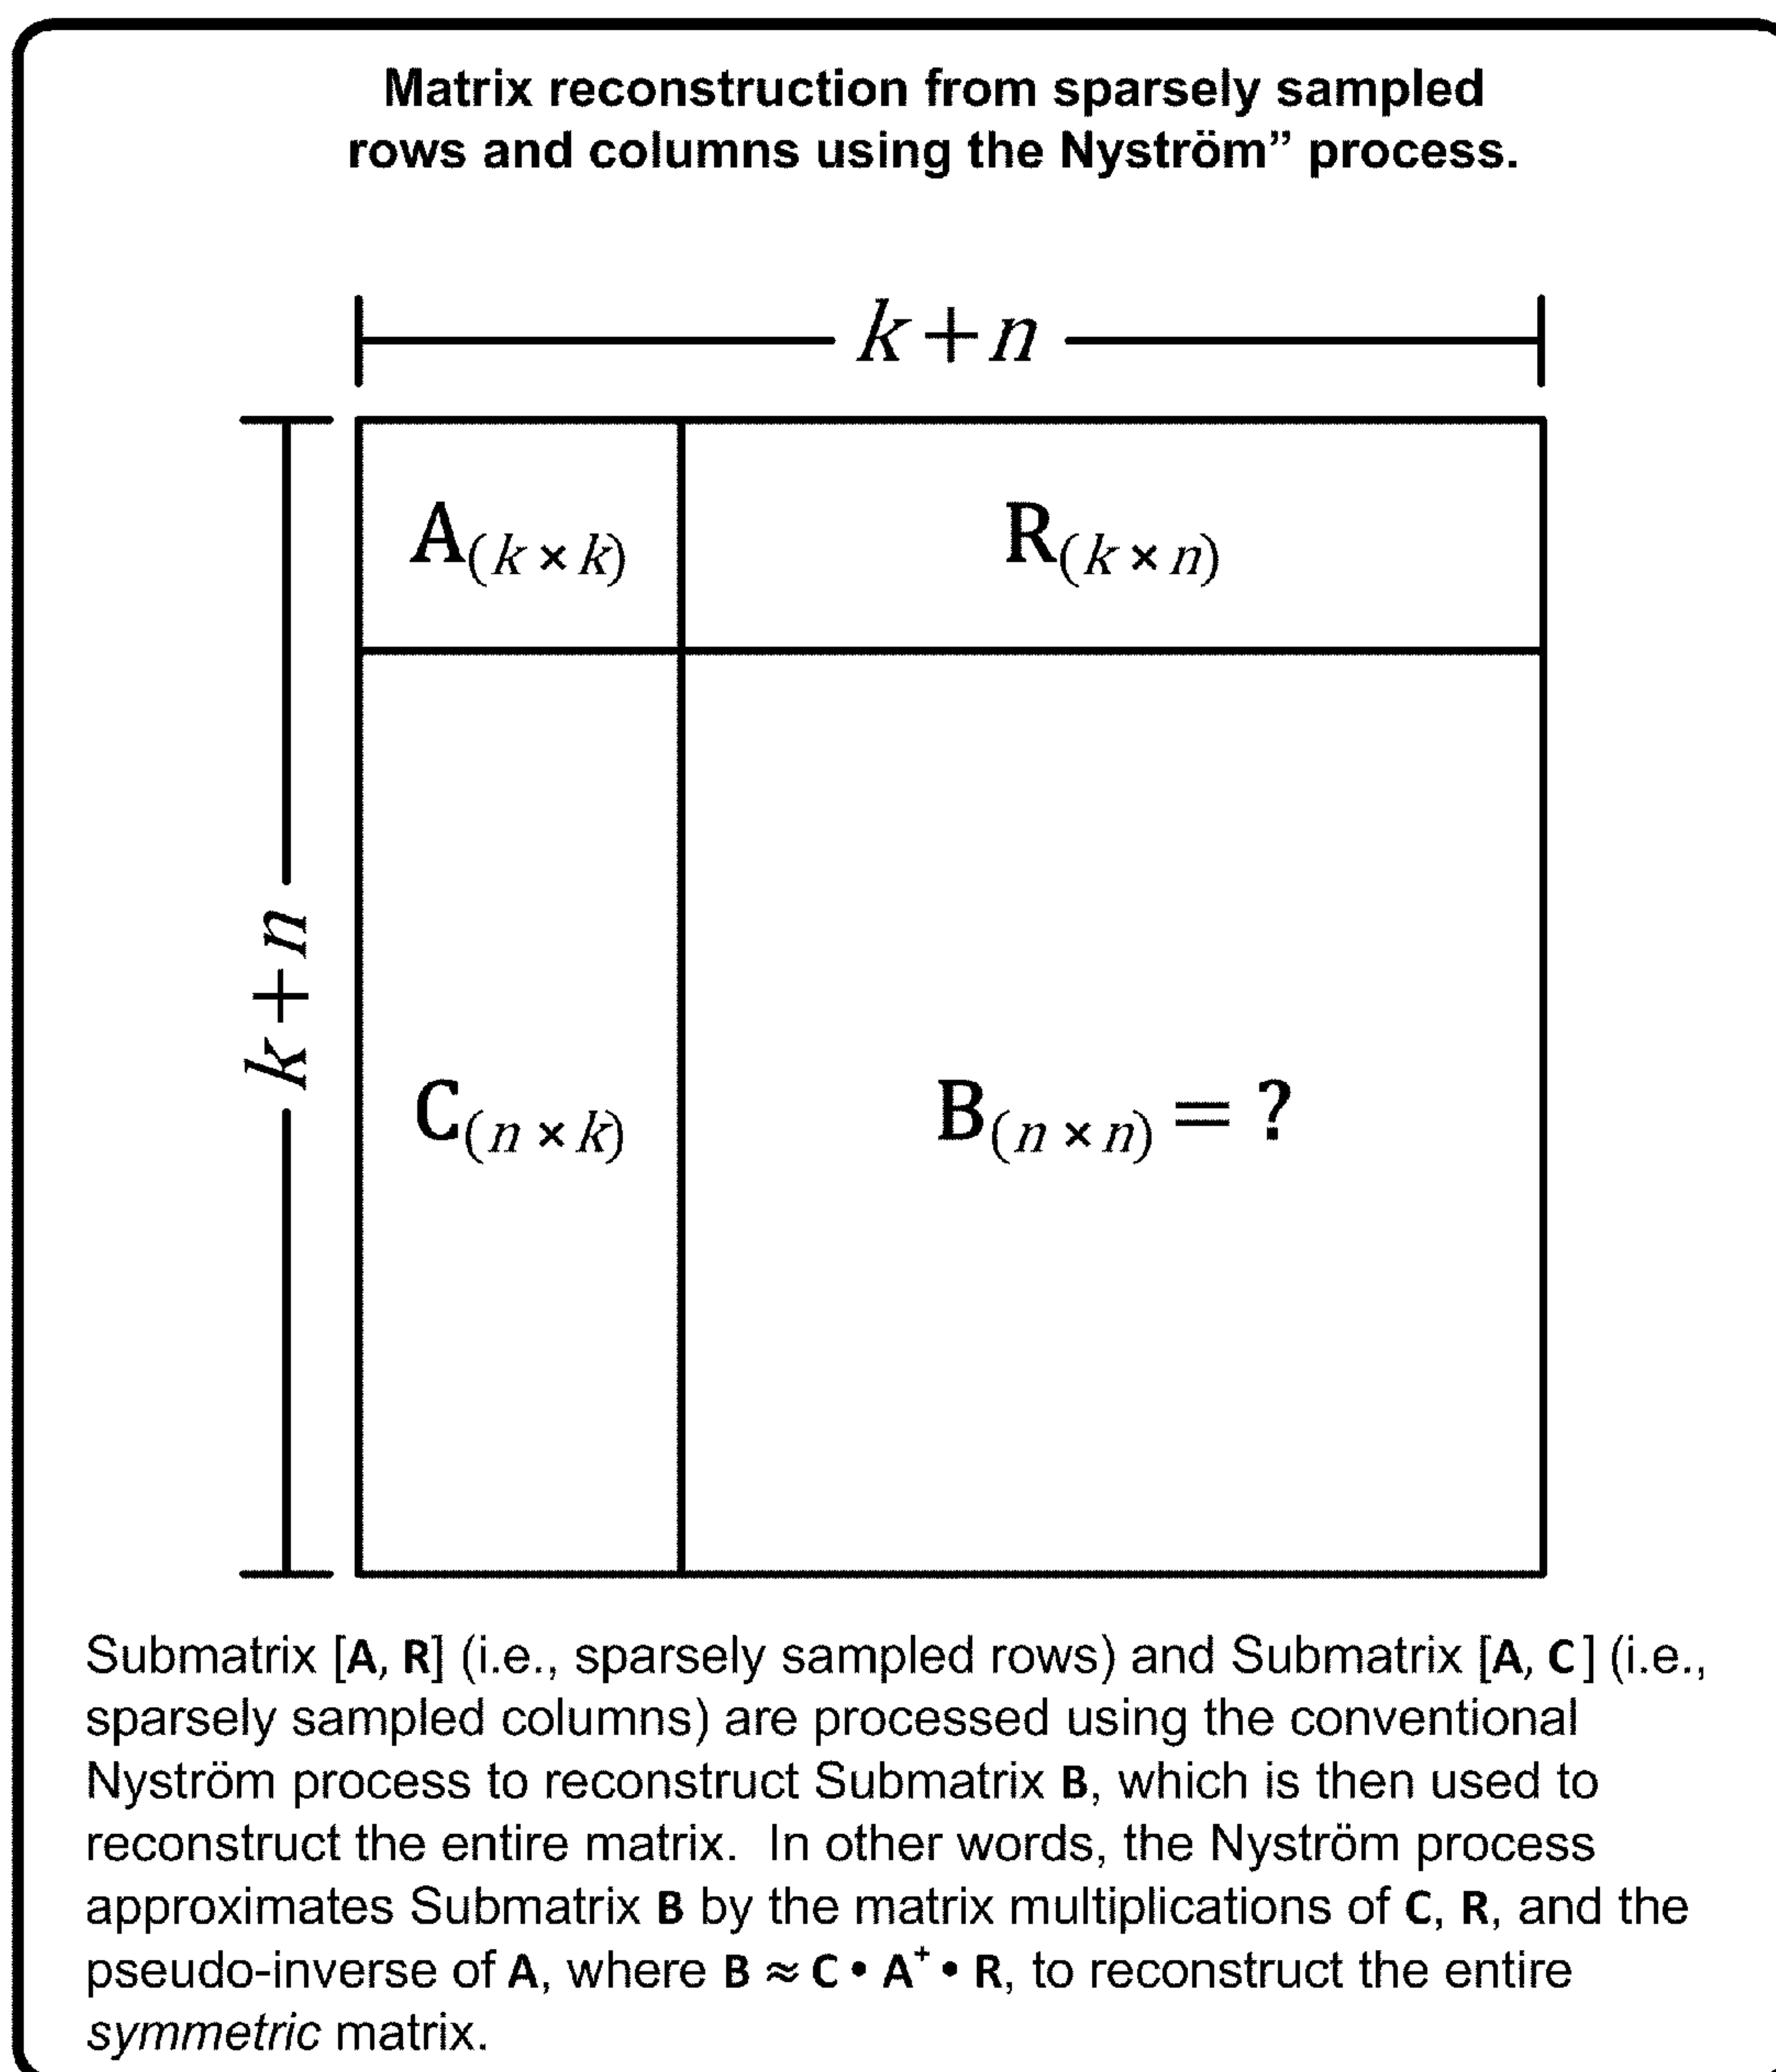 Matrix reconstruction from sparsely sampled
rows and columns using the Nyström” process.
k+n
A(k × k)
R(k × n)
k+n
C(n × k)
B(n × n) = ?
Submatrix [A, R] (i.e., sparsely sampled rows) and Submatrix [A, C] (i.e.,
sparsely sampled columns) are processed using the conventional
Nyström process to reconstruct Submatrix B, which is then used to
reconstruct the entire matrix. In other words, the Nyström process
approximates Submatrix B by the matrix multiplications of C, R, and the
pseudo-inverse of A, where B ≈ C • A⁺ • R, to reconstruct the entire
symmetric matrix.